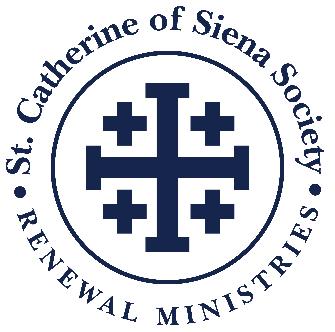 St. Catherine of Siena Society
RENEWAL MINISTRIES